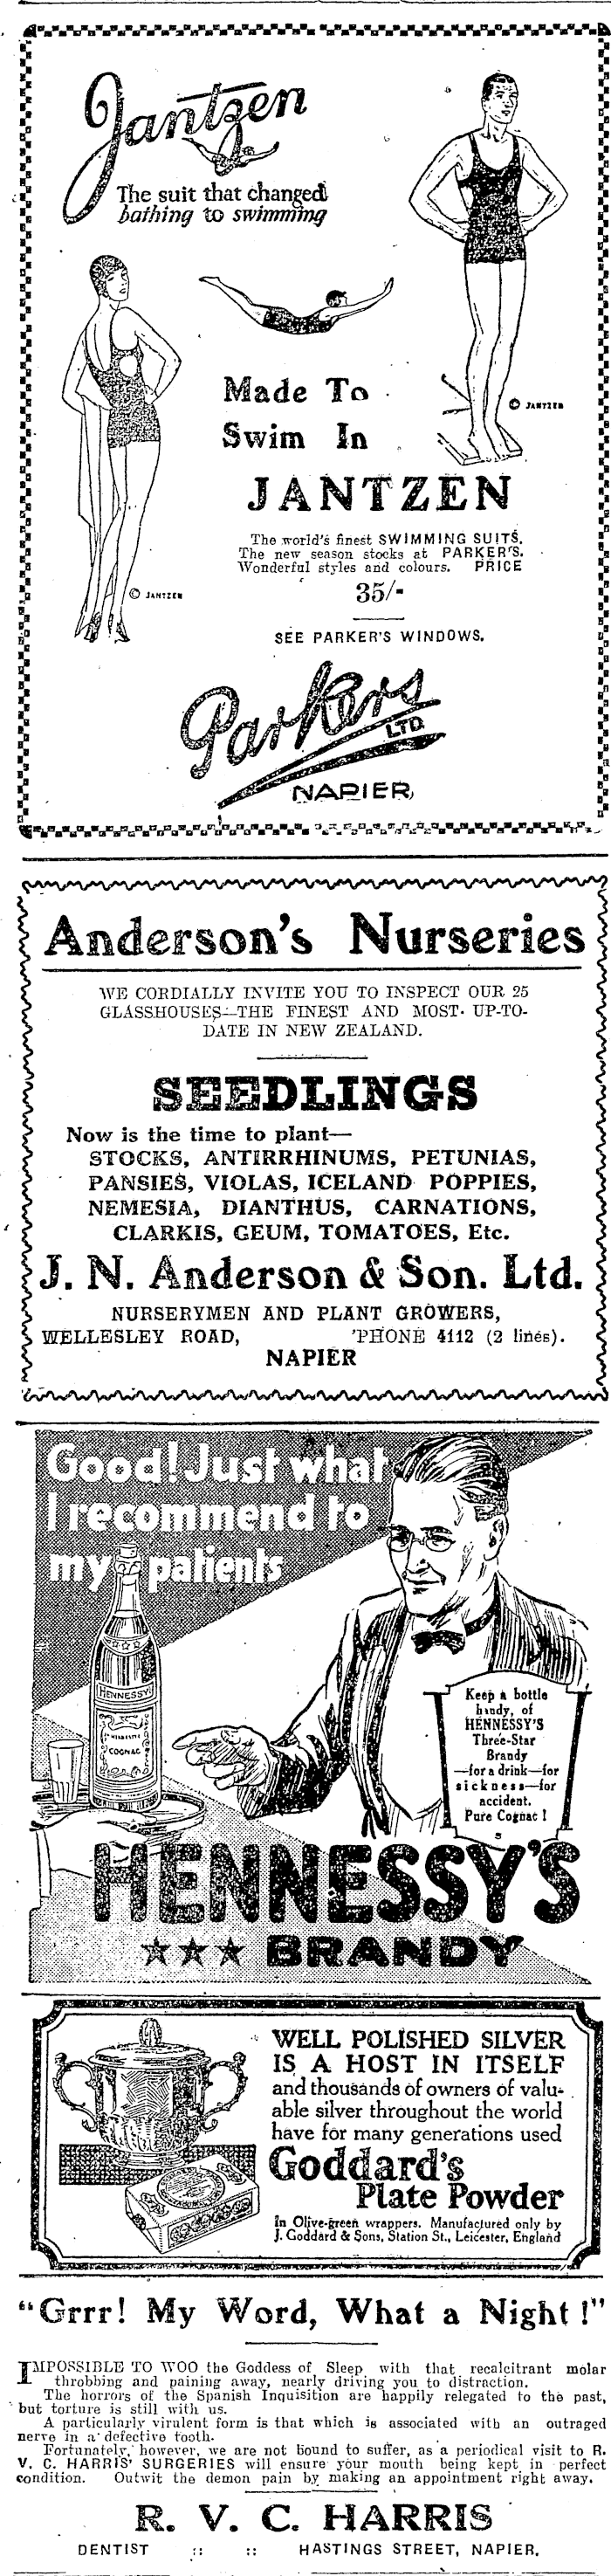 Jantzen
The suit that changed
bathing to swimming
Made To
Swim In
© JANTZEN
JANTZEN
The world's finest SWIMMING SUITS.
The new season stocks at PARKER'S.
Wonderful styles and colours. PRICE
35/-
© JANTZEN
SEE PARKER'S WINDOWS.
Parkers
LTD
NAPIER
Anderson's Nurseries
WE CORDIALLY INVITE YOU TO INSPECT OUR 25
GLASSHOUSES—THE FINEST AND MOST UP-TO-
DATE IN NEW ZEALAND.
SEEDLINGS
Now is the time to plant—
STOCKS, ANTIRRHINUMS, PETUNIAS,
PANSIES, VIOLAS, ICELAND POPPIES,
NEMESIA, DIANTHUS, CARNATIONS,
CLARKIS, GEUM, TOMATOES, Etc.
J. N. Anderson & Son. Ltd.
NURSERYMEN AND PLANT GROWERS,
WELLESLEY ROAD, 'PHONE 4112 (2 lines).
NAPIER
Good! Just what
I recommend to
my patients
HENNESSY
HENNESSY
COGNAC
Keep a bottle
handy, of
HENNESSY'S
Three-Star
Brandy
—for a drink—for
sickness—for
accident.
Pure Cognac!
HENNESSY'S
★★★ BRANDY
WELL POLISHED SILVER
IS A HOST IN ITSELF
and thousands of owners of valu-
able silver throughout the world
have for many generations used
Goddard's
Plate Powder
In Olive-green wrappers. Manufactured only by
J. Goddard & Sons, Station St., Leicester, England
"Grrr! My Word, What a Night!"
IMPOSSIBLE TO WOO the Goddess of Sleep with that recalcitrant molar
throbbing and paining away, nearly driving you to distraction.
The horrors of the Spanish Inquisition are happily relegated to the past,
but torture is still with us.
A particularly virulent form is that which is associated with an outraged
nerve in a defective tooth.
Fortunately, however, we are not bound to suffer, as a periodical visit to R.
V. C. HARRIS' SURGERIES will ensure your mouth being kept in perfect
condition. Outwit the demon pain by making an appointment right away.
R. V. C. HARRIS
DENTIST :: :: HASTINGS STREET, NAPIER.